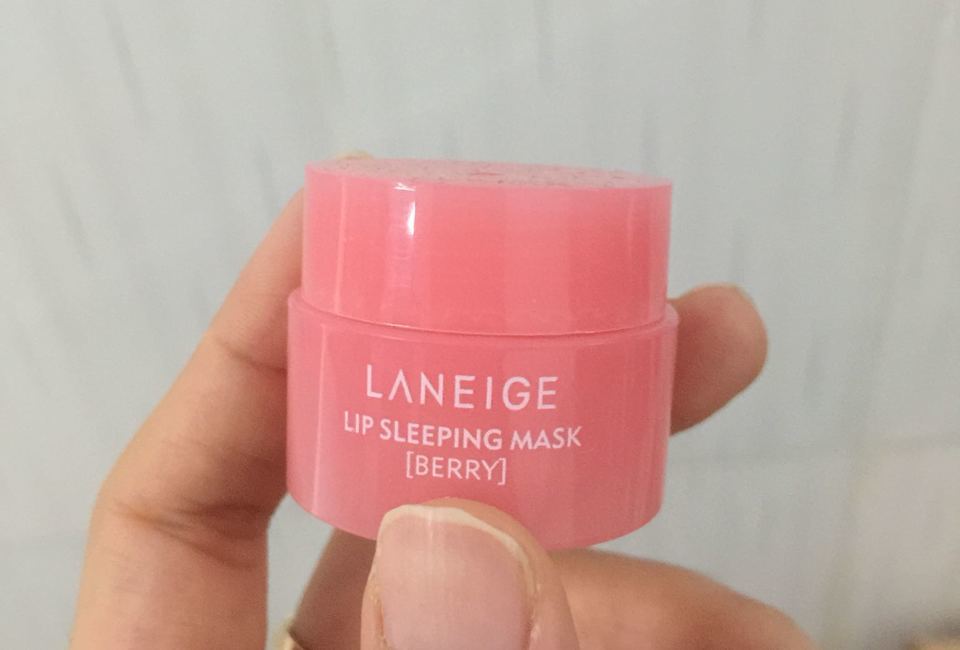 LANEIGE
LIP SLEEPING MASK
[BERRY]